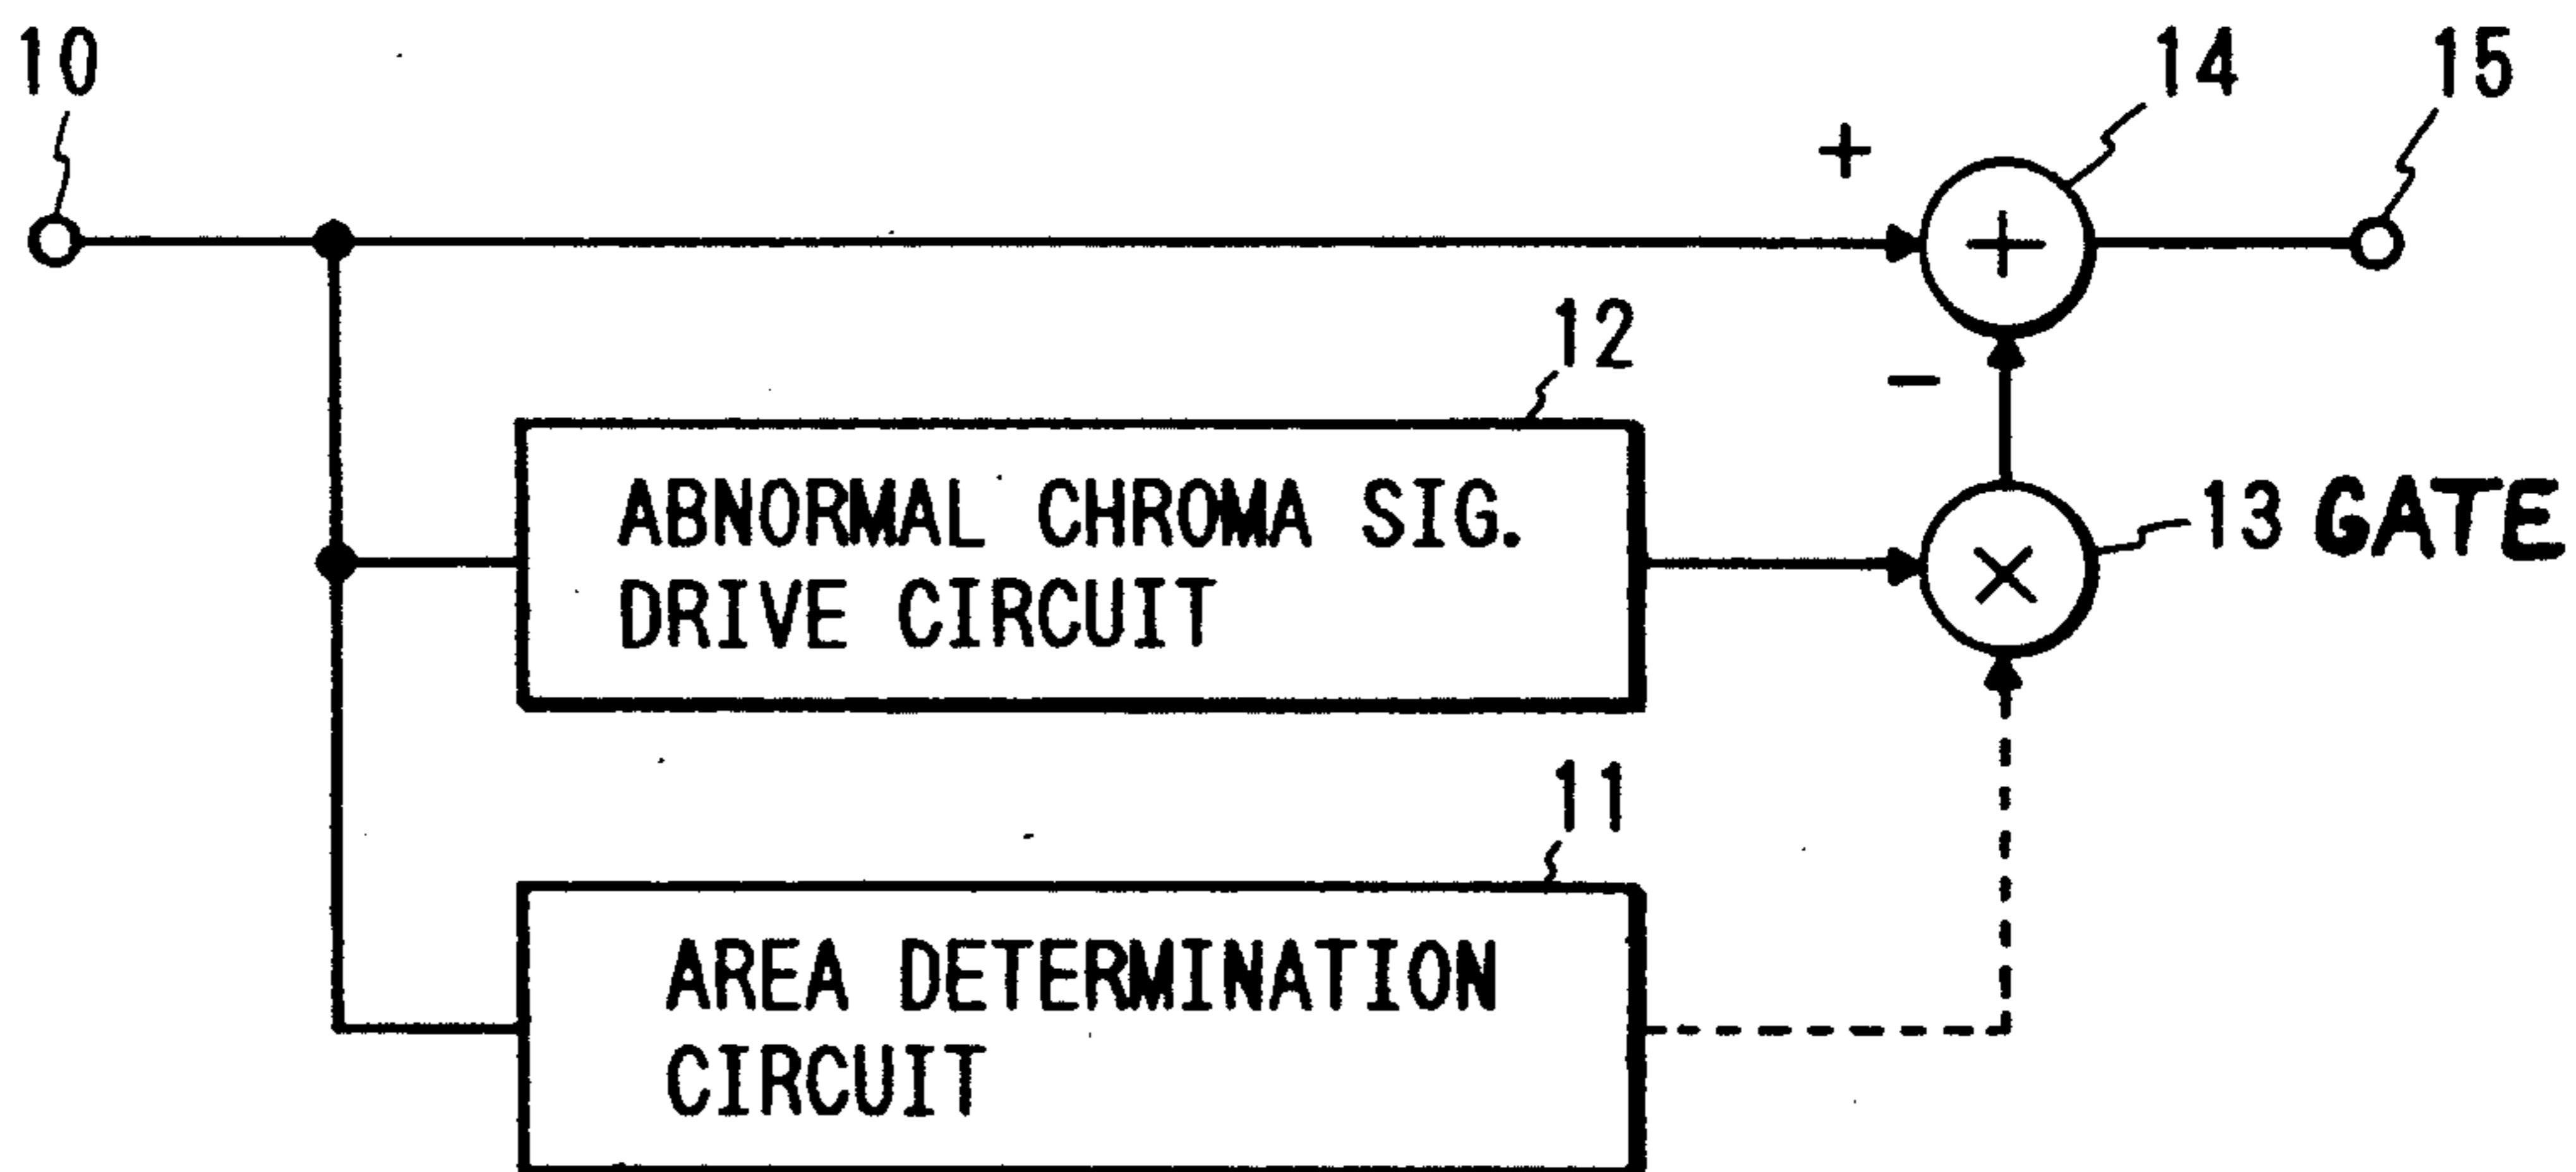 10
14
15
+
+
12
-
ABNORMAL CHROMA SIG.
DRIVE CIRCUIT
×
13 GATE
11
AREA DETERMINATION
CIRCUIT